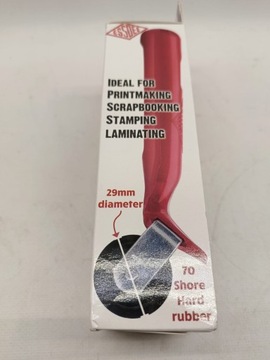 ESSDEE
IDEAL FOR
PRINTMAKING
SCRAPBOOKING
STAMPING
LAMINATING
29mm
diameter
70
Shore
Hard
rubber